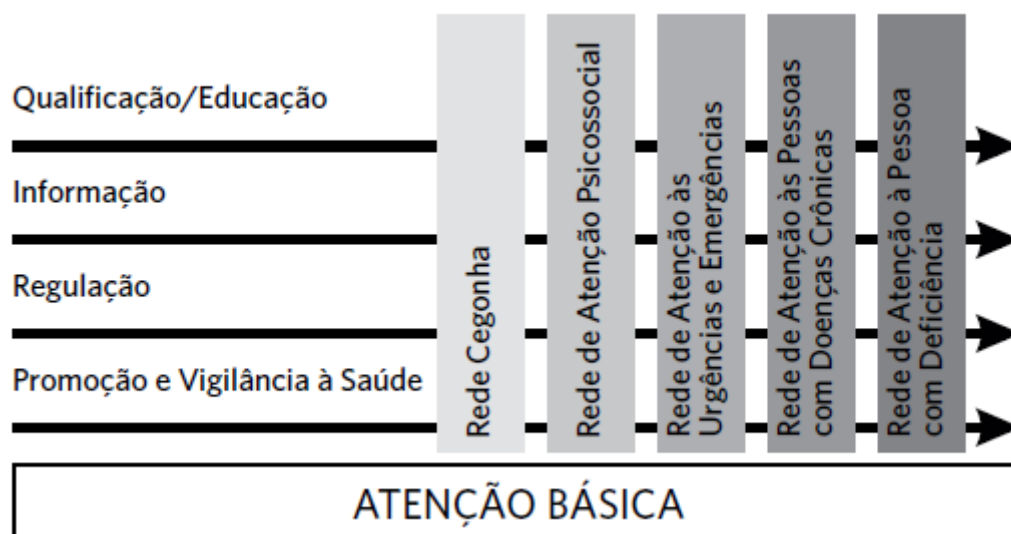 Qualificação/Educação
Informação
Regulação
Promoção e Vigilância à Saúde
Rede Cegonha
Rede de Atenção Psicossocial
Rede de Atenção às
Urgências e Emergências
Rede de Atenção às Pessoas
com Doenças Crônicas
Rede de Atenção à Pessoa
com Deficiência
ATENÇÃO BÁSICA